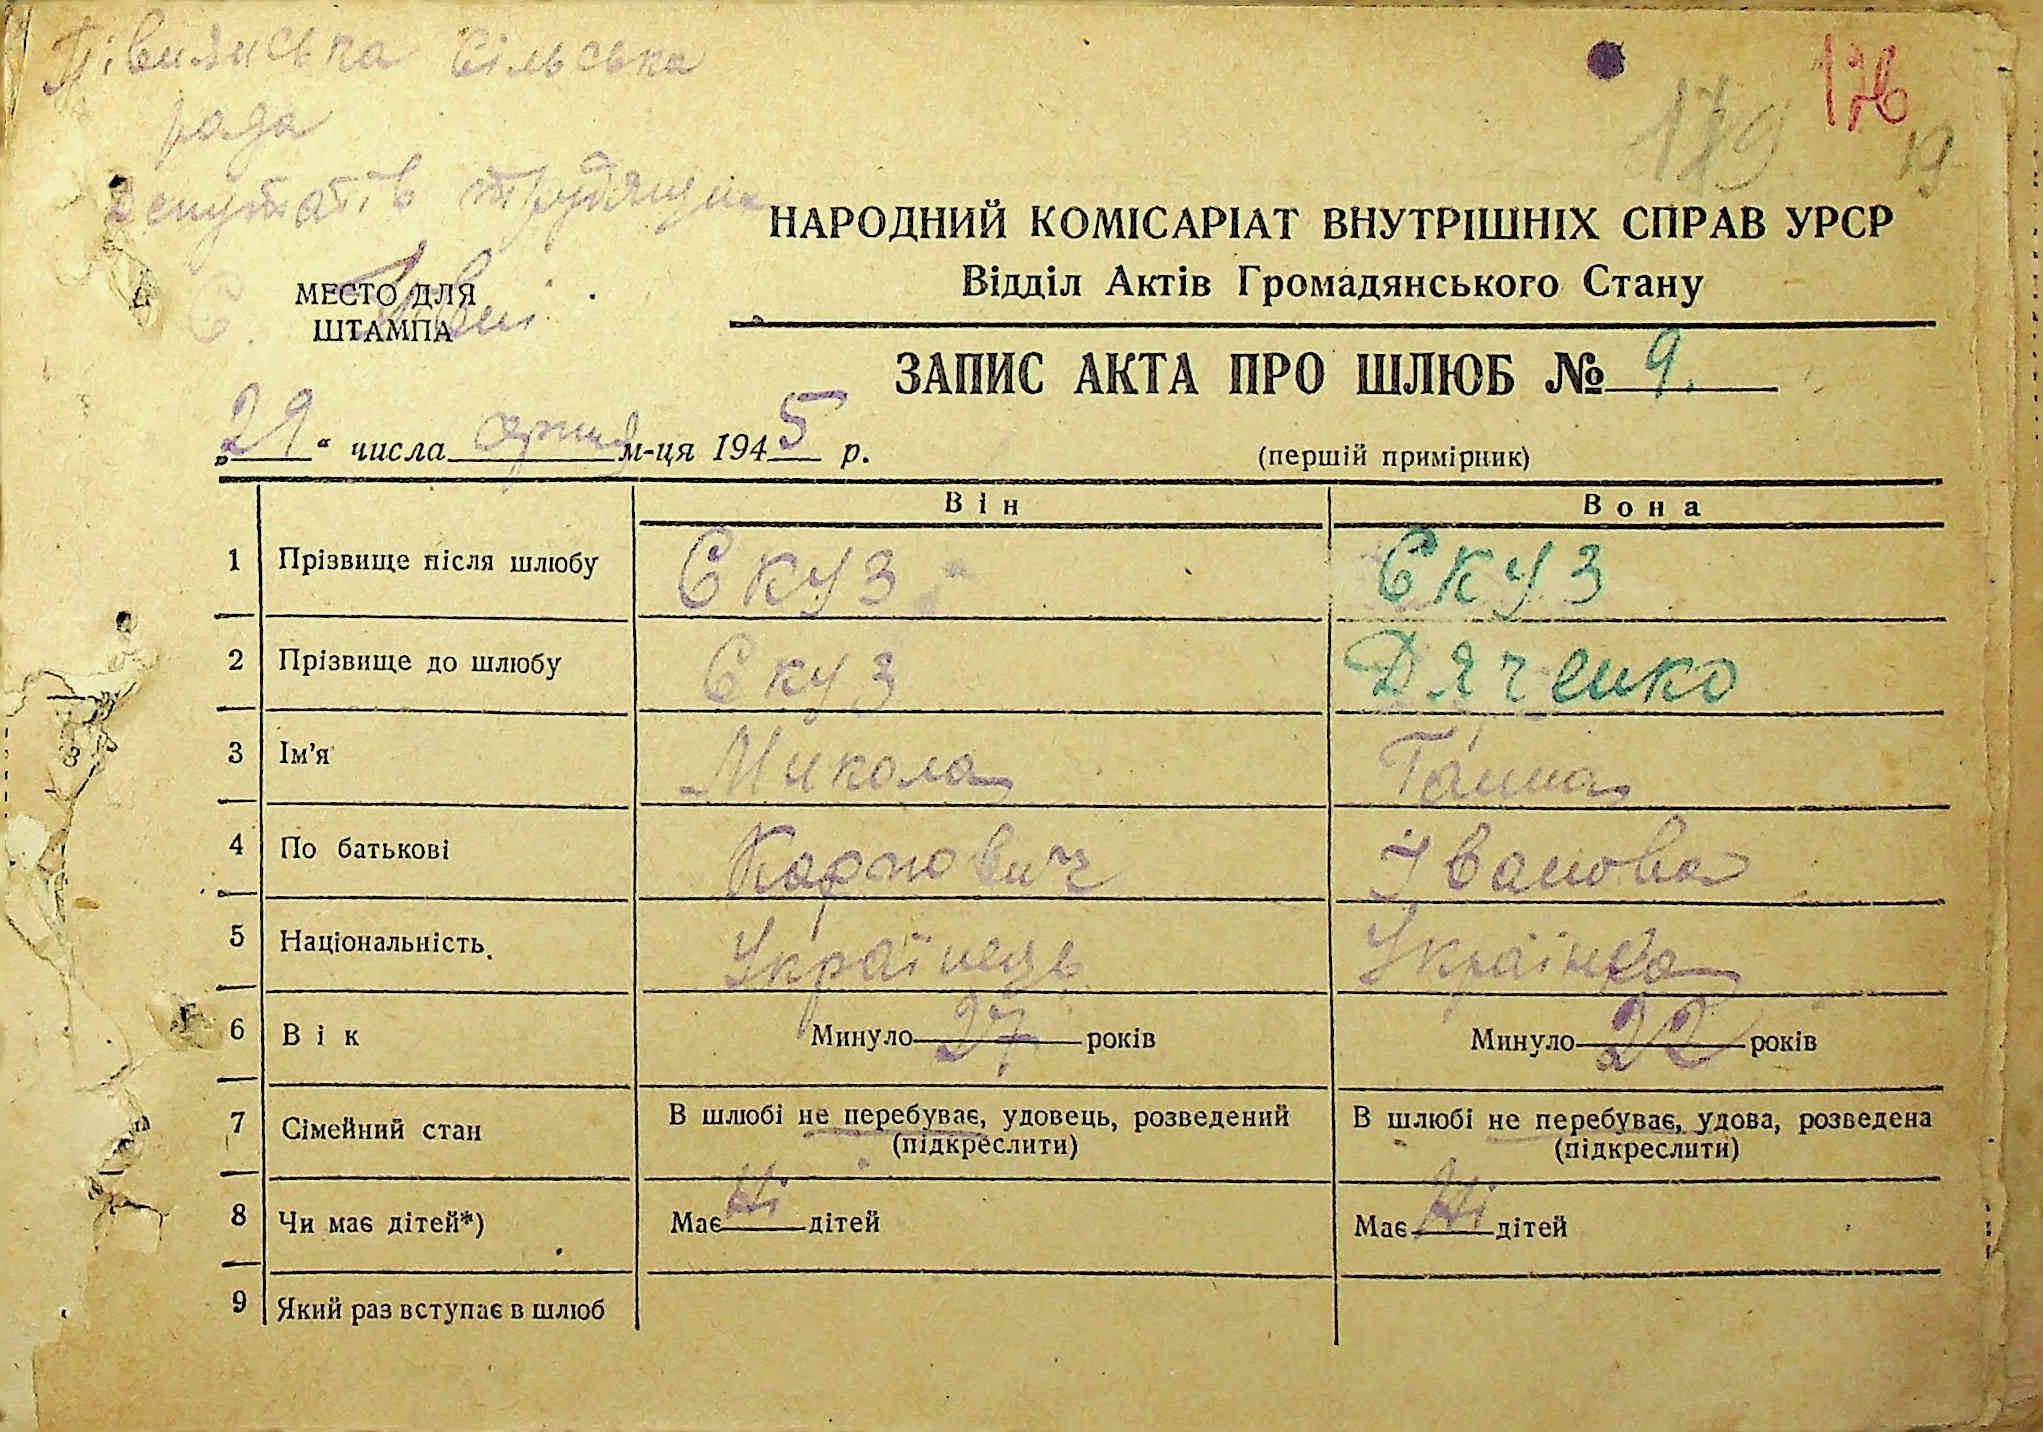 Півнянська сільська
рада
депутатів трудящих
с. Півні
МЕСТО ДЛЯ
ШТАМПА
176
179
19
НАРОДНИЙ КОМІСАРІАТ ВНУТРІШНІХ СПРАВ УРСР
Відділ Актів Громадянського Стану
ЗАПИС АКТА ПРО ШЛЮБ № 9.
„29“ числа серпня м-ця 1945 р.
(перший примірник)
Він Вона
1 Прізвище після шлюбу Скуз Скуз
2 Прізвище до шлюбу Скуз Дяченко
3 Ім'я Микола Ганна
4 По батькові Карпович Іванова
5 Національність Українець Українка
6 Вік Минуло 27 років Минуло 22 років
7 Сімейний стан В шлюбі не перебуває, удовець, розведений В шлюбі не перебуває, удова, розведена
(підкреслити) (підкреслити)
8 Чи має дітей*) Має Ні дітей Має Ні дітей
9 Який раз вступає в шлюб